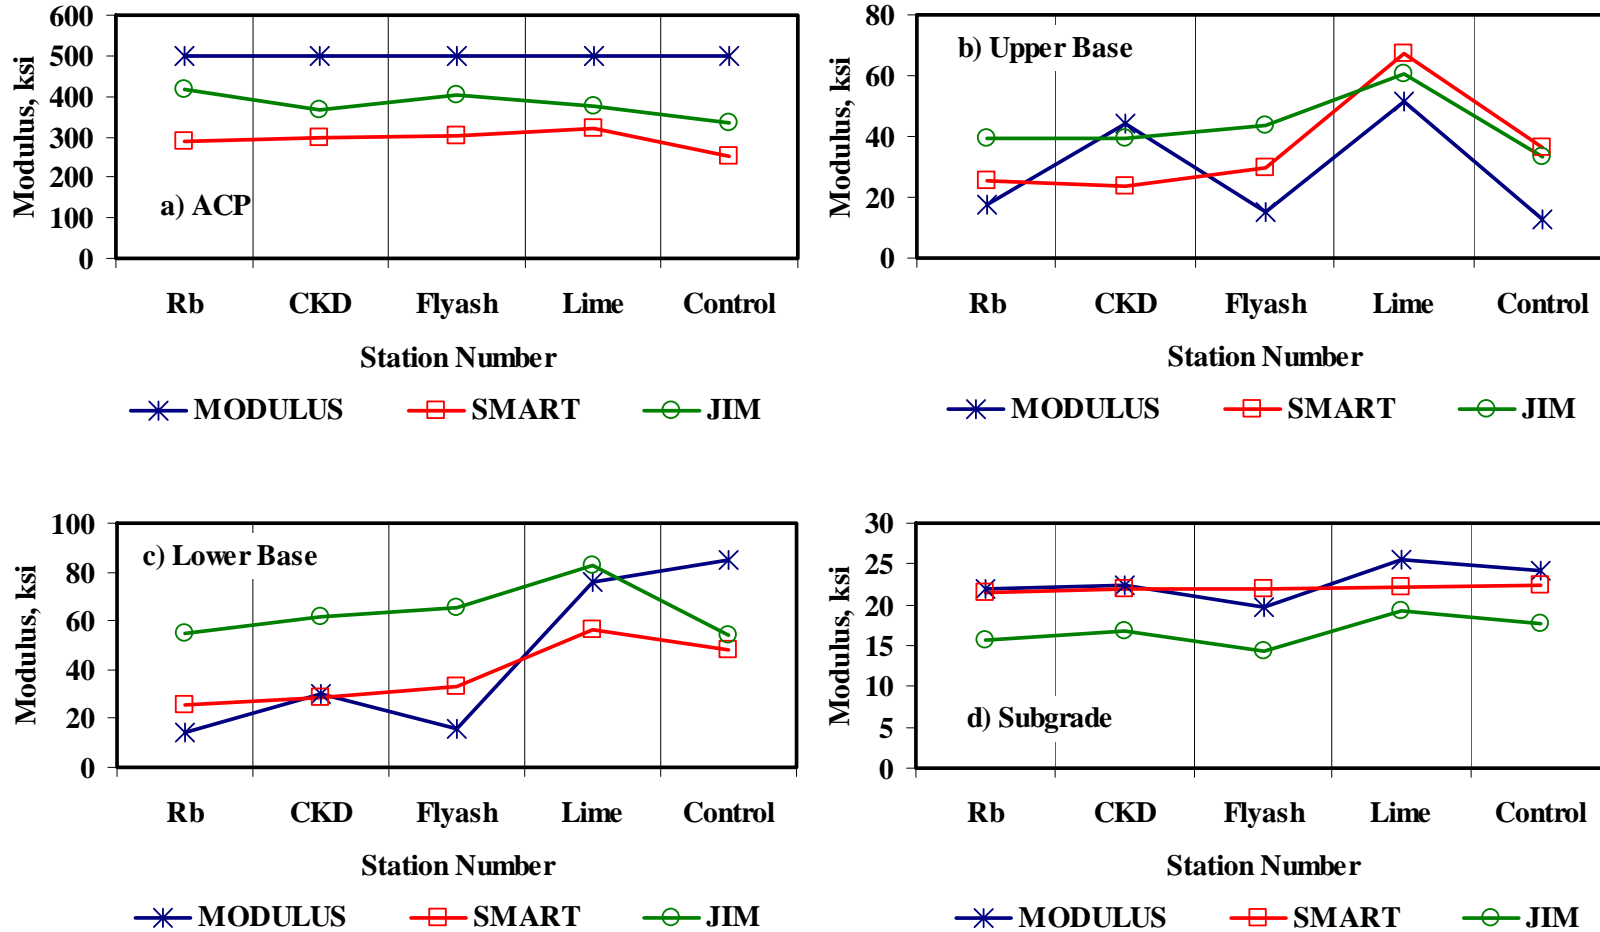 600
500
400
300
200
100
0
Modulus, ksi
a) ACP
Rb CKD Flyash Lime Control
Station Number
MODULUS SMART JIM
80
60
40
20
0
Modulus, ksi
b) Upper Base
Rb CKD Flyash Lime Control
Station Number
MODULUS SMART JIM
100
80
60
40
20
0
Modulus, ksi
c) Lower Base
Rb CKD Flyash Lime Control
Station Number
MODULUS SMART JIM
30
25
20
15
10
5
0
Modulus, ksi
d) Subgrade
Rb CKD Flyash Lime Control
Station Number
MODULUS SMART JIM